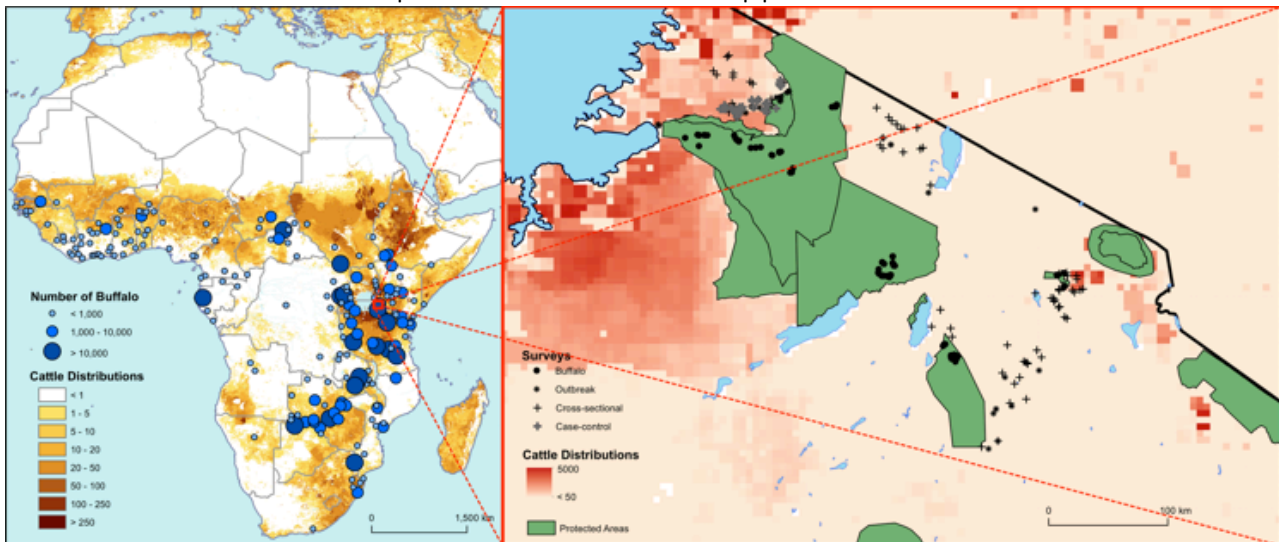 Number of Buffalo
< 1,000
1,000 - 10,000
> 10,000
Cattle Distributions
< 1
1 - 5
5 - 10
10 - 20
20 - 50
50 - 100
100 - 250
> 250
0
1,500 km
Surveys
Buffalo
Outbreak
Cross-sectional
Case-control
Cattle Distributions
5000
< 50
Protected Areas
0
100 km